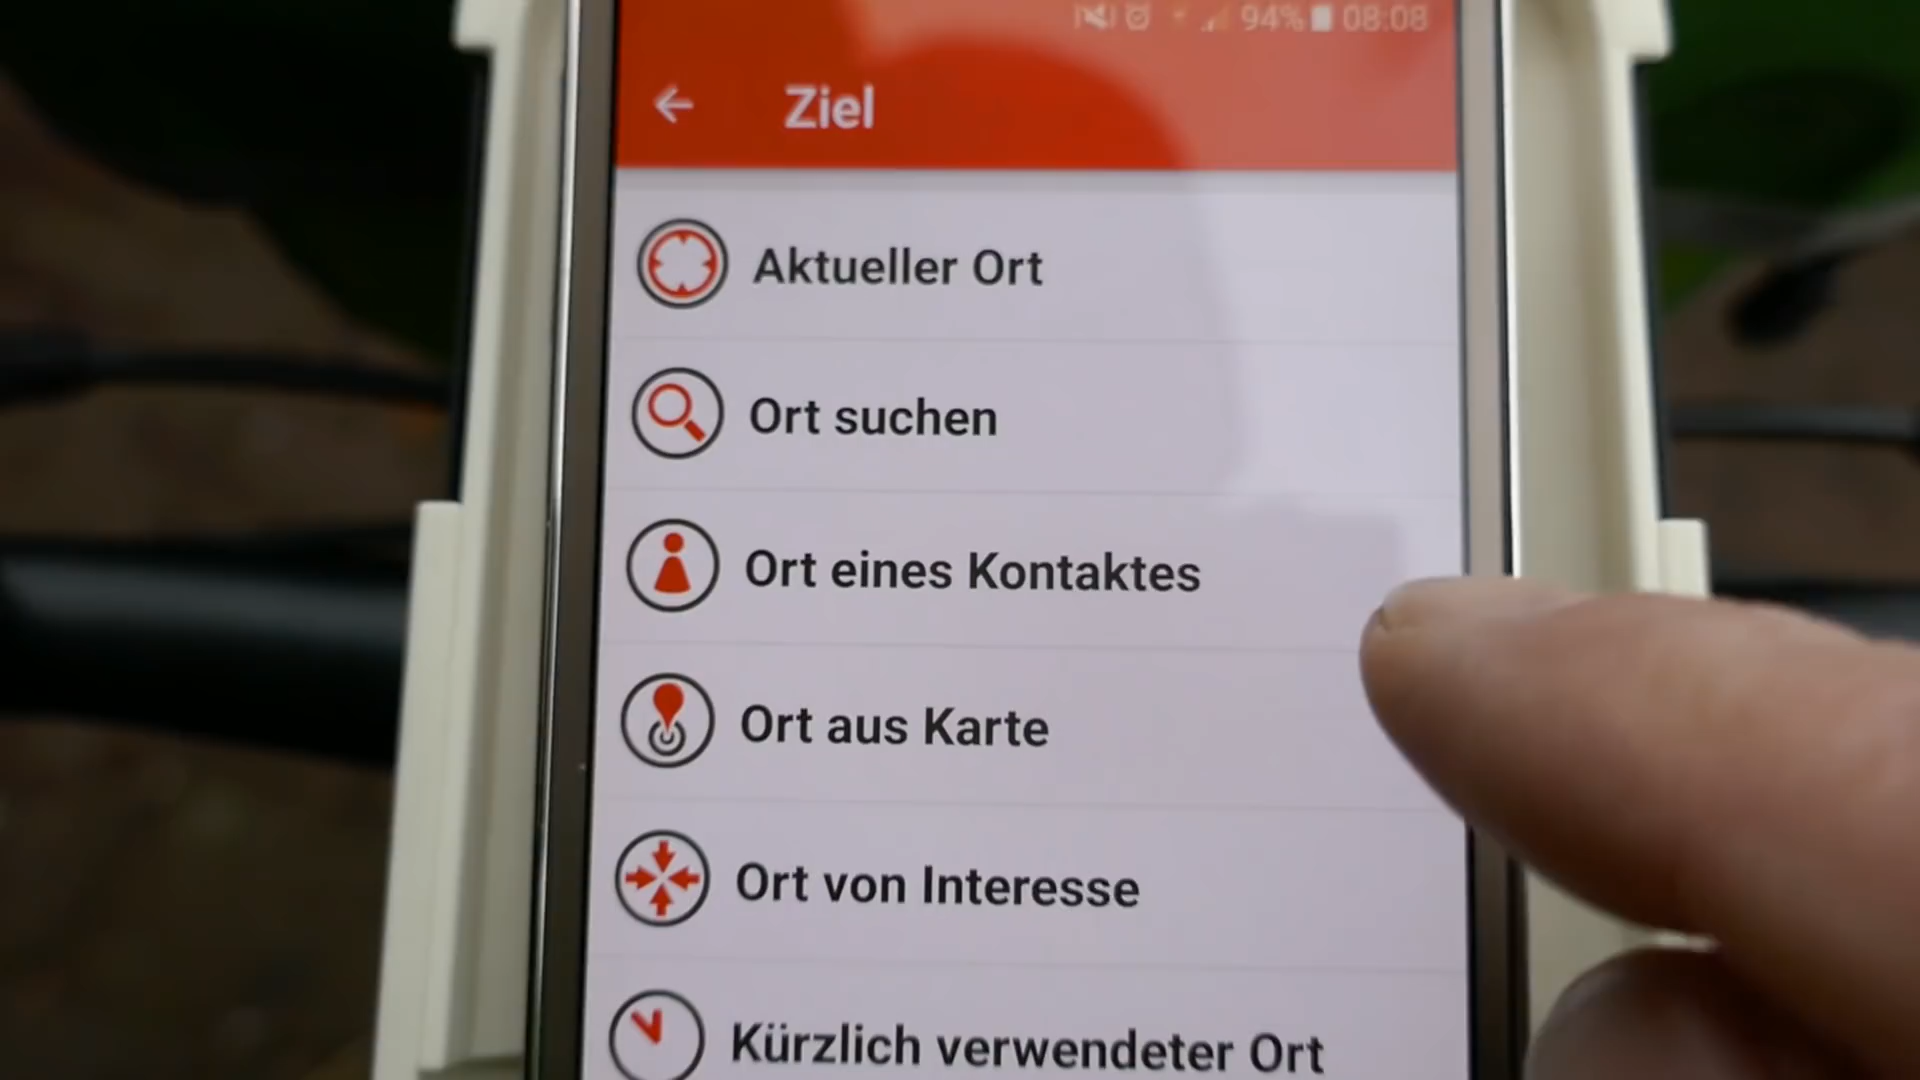 94% 08:08
Ziel
Aktueller Ort
Ort suchen
Ort eines Kontaktes
Ort aus Karte
Ort von Interesse
Kürzlich verwendeter Ort